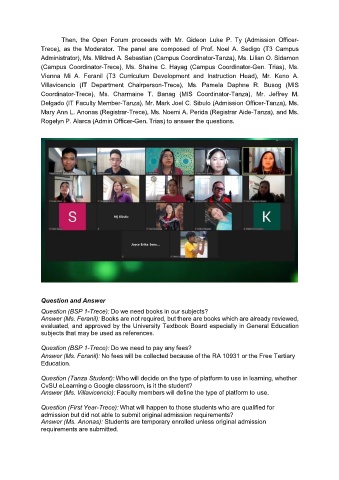 Then, the Open Forum proceeds with Mr. Gideon Luke P. Ty (Admission Officer-
Trece), as the Moderator. The panel are composed of Prof. Noel A. Sedigo (T3 Campus
Administrator), Ms. Mildred A. Sebastian (Campus Coordinator-Tanza), Ms. Lilian O. Sidamon
(Campus Coordinator-Trece), Ms. Shaine C. Hayag (Campus Coordinator-Gen. Trias), Ms.
Vianna Mi A. Feranil (T3 Curriculum Development and Instruction Head), Mr. Keno A.
Villavicencio (IT Department Chairperson-Trece), Ms. Pamela Daphne R. Busog (MIS
Coordinator-Trece), Ms. Charmaine T. Banag (MIS Coordinator-Tanza), Mr. Jeffrey M.
Delgado (IT Faculty Member-Tanza), Mr. Mark Joel C. Sibulo (Admission Officer-Tanza), Ms.
Mary Ann L. Anonas (Registrar-Trece), Ms. Noemi A. Perida (Registrar Aide-Tanza), and Ms.
Rogelyn P. Alarca (Admin Officer-Gen. Trias) to answer the questions.
S
K
Joyce Erika Senu...
Question and Answer
Question (BSP 1-Trece): Do we need books in our subjects?
Answer (Ms. Feranil): Books are not required, but there are books which are already reviewed,
evaluated, and approved by the University Textbook Board especially in General Education
subjects that may be used as references.
Question (BSP 1-Trece): Do we need to pay any fees?
Answer (Ms. Feranil): No fees will be collected because of the RA 10931 or the Free Tertiary
Education.
Question (Tanza Student): Who will decide on the type of platform to use in learning, whether
CvSU eLearning o Google classroom, is it the student?
Answer (Ms. Villavicencio): Faculty members will define the type of platform to use.
Question (First Year-Trece): What will happen to those students who are qualified for
admission but did not able to submit original admission requirements?
Answer (Ms. Anonas): Students are temporary enrolled unless original admission
requirements are submitted.